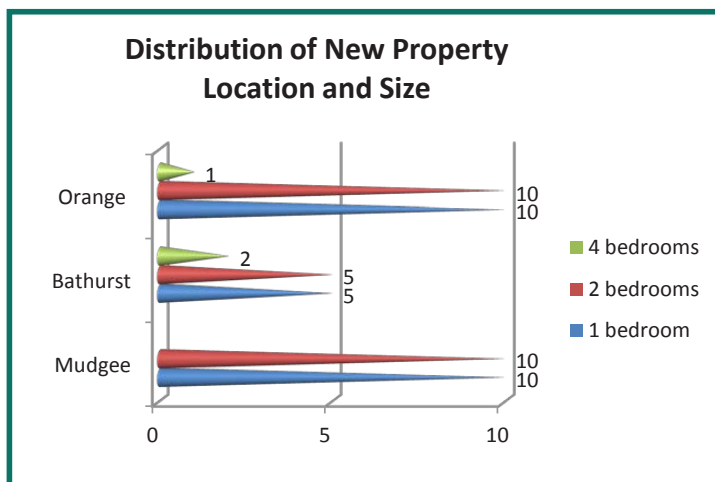 Distribution of New Property
Location and Size
1
Orange
10
10
2
Bathurst
5
5
10
Mudgee
10
0 5 10
4 bedrooms
2 bedrooms
1 bedroom